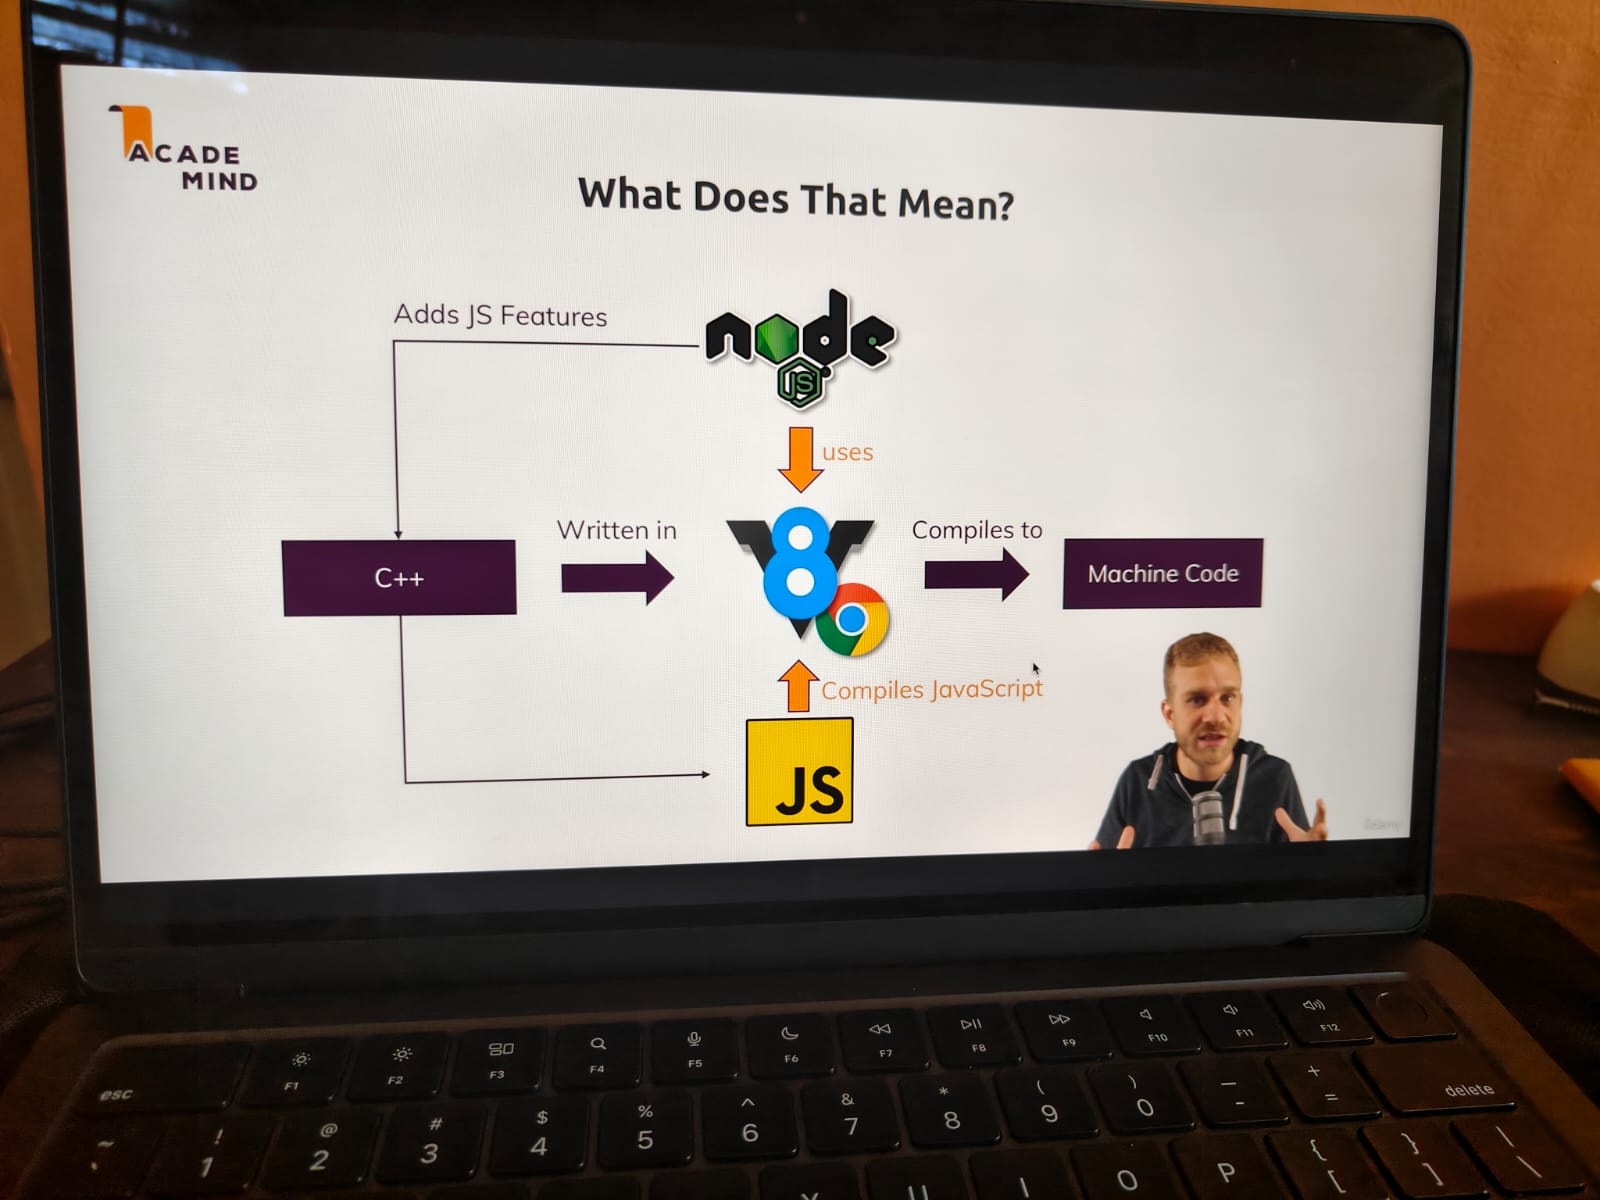 ACADE
MIND
What Does That Mean?
Adds JS Features
node
JS
uses
Written in
Compiles to
C++
8
Machine Code
Compiles JavaScript
JS
Udemy
esc
F1
F2
F3
F4
F5
F6
F7
F8
F9
F10
F11
F12
~
!
1
@
2
#
3
$
4
%
5
^
6
&
7
*
8
(
9
)
0
—
-
+
=
delete
U
I
O
P
{
[
}
]
\